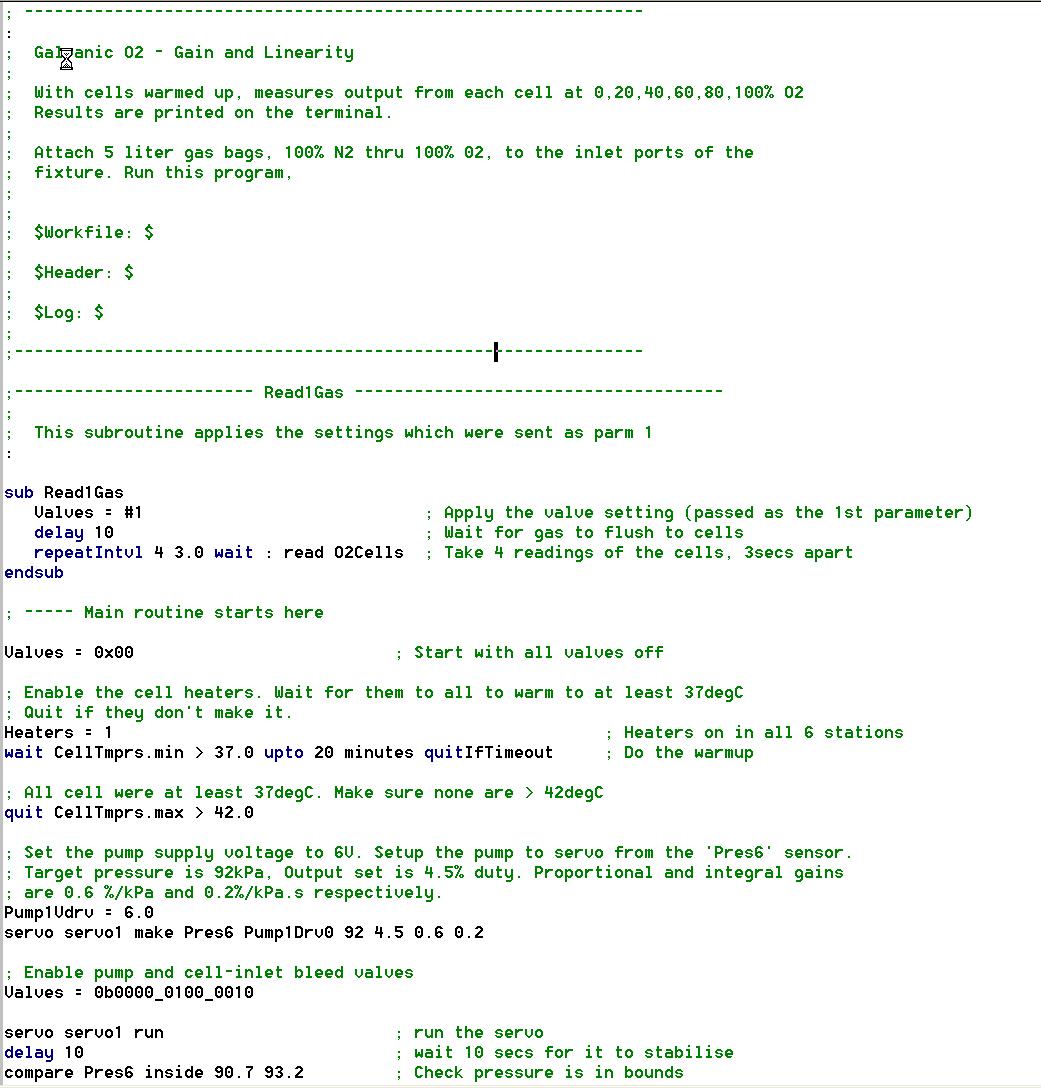 ; --------------------------------------------------------------
:
; Galvanic O2 - Gain and Linearity
;
; With cells warmed up, measures output from each cell at 0,20,40,60,80,100% O2
; Results are printed on the terminal.
;
; Attach 5 liter gas bags, 100% N2 thru 100% O2, to the inlet ports of the
; fixture. Run this program,
;
;
; $Workfile: $
;
; $Header: $
;
; $Log: $
;
;---------------------------------------------------------------
;------------------------ Read1Gas -------------------------------------
;
; This subroutine applies the settings which were sent as parm 1
:
sub Read1Gas
Valves = #1 ; Apply the valve setting (passed as the 1st parameter)
delay 10 ; Wait for gas to flush to cells
repeatIntvl 4 3.0 wait : read O2Cells ; Take 4 readings of the cells, 3secs apart
endsub
; ----- Main routine starts here
Valves = 0x00 ; Start with all valves off
; Enable the cell heaters. Wait for them to all to warm to at least 37degC
; Quit if they don't make it.
Heaters = 1 ; Heaters on in all 6 stations
wait CellTmprs.min > 37.0 upto 20 minutes quitIfTimeout ; Do the warmup
; All cell were at least 37degC. Make sure none are > 42degC
quit CellTmprs.max > 42.0
; Set the pump supply voltage to 6V. Setup the pump to servo from the 'Pres6' sensor.
; Target pressure is 92kPa, Output set is 4.5% duty. Proportional and integral gains
; are 0.6 %/kPa and 0.2%/kPa.s respectively.
Pump1Vdrv = 6.0
servo servo1 make Pres6 Pump1Drv0 92 4.5 0.6 0.2
; Enable pump and cell-inlet bleed valves
Valves = 0b0000_0100_0010
servo servo1 run ; run the servo
delay 10 ; wait 10 secs for it to stabilise
compare Pres6 inside 90.7 93.2 ; Check pressure is in bounds